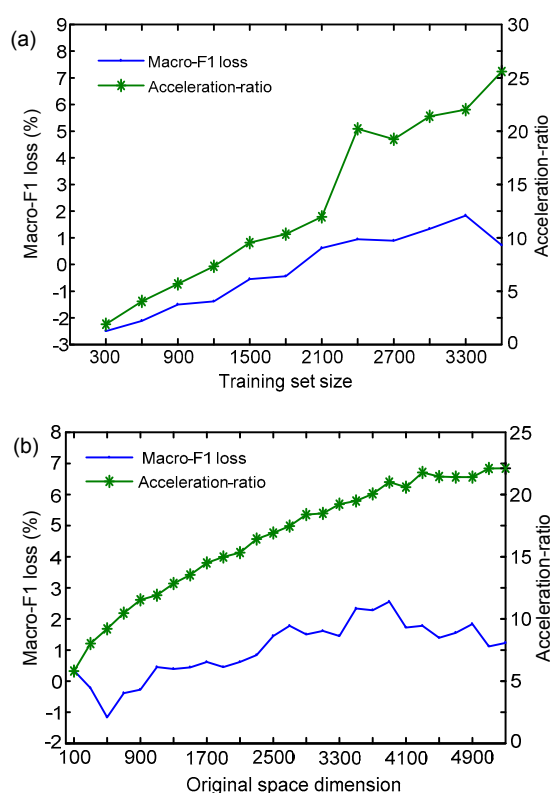 (a)
9
8
7
6
5
4
3
2
1
0
-1
-2
-3
Macro-F1 loss (%)
Macro-F1 loss
Acceleration-ratio
30
25
20
15
10
5
0
Acceleration-ratio
300 900 1500 2100 2700 3300
Training set size
(b)
8
7
6
5
4
3
2
1
0
-1
-2
Macro-F1 loss (%)
Macro-F1 loss
Acceleration-ratio
25
20
15
10
5
0
Acceleration-ratio
100 900 1700 2500 3300 4100 4900
Original space dimension